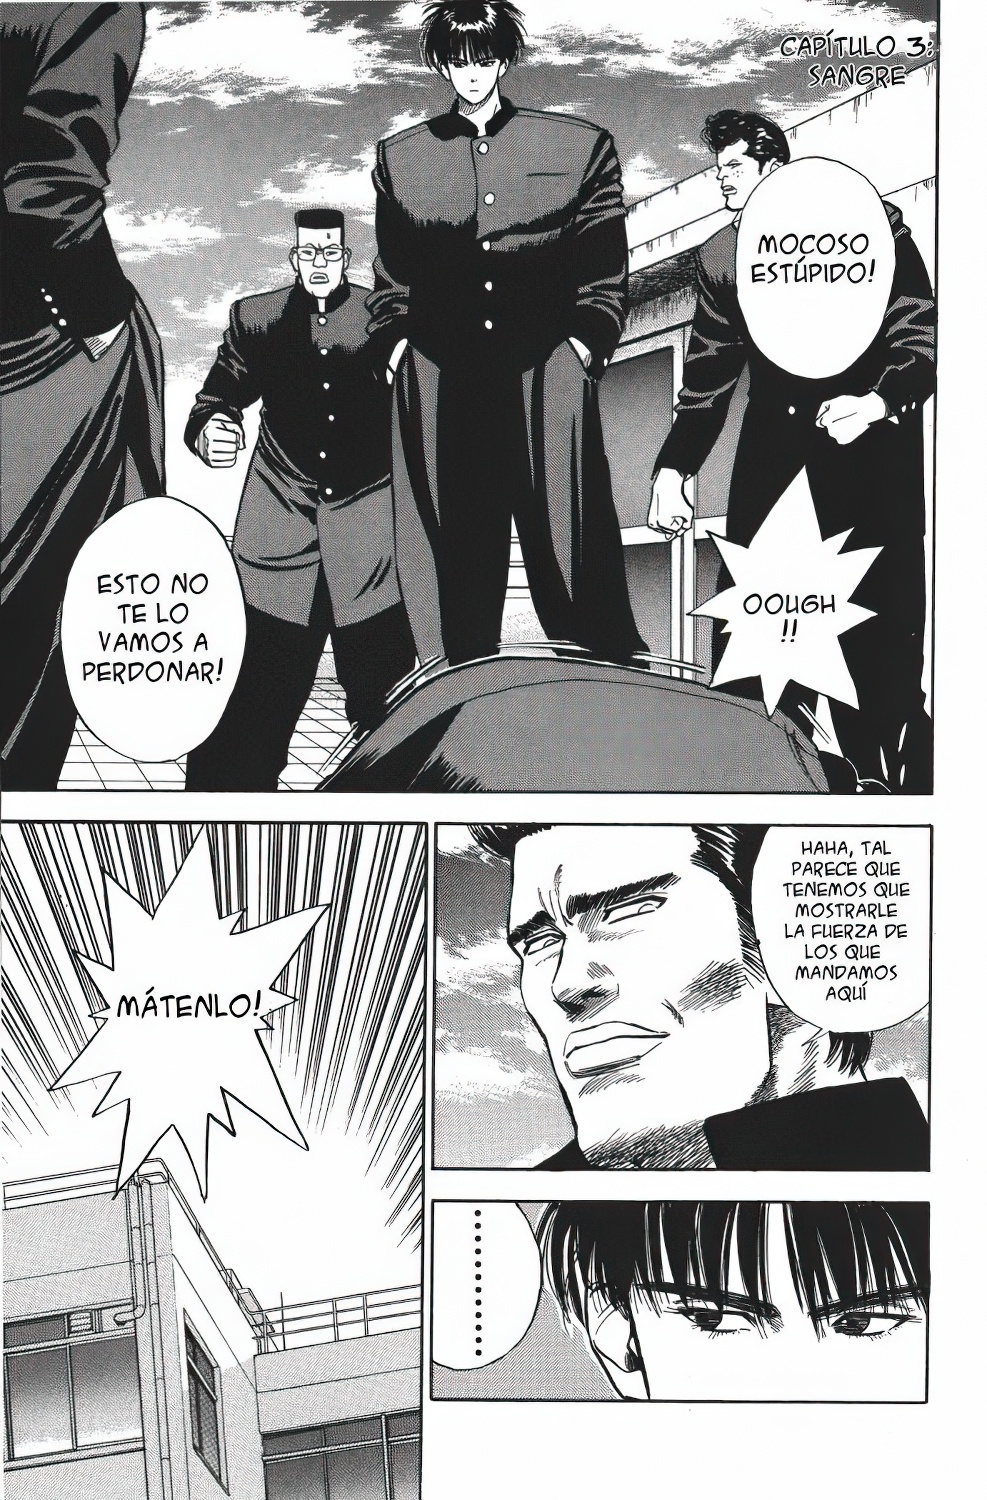 CAPÍTULO 3:
SANGRE
MOCOSO
ESTÚPIDO!
OOUGH
!!
ESTO NO
TE LO
VAMOS A
PERDONAR!
HAHA, TAL
PARECE QUE
TENEMOS QUE
MOSTRARLE
LA FUERZA DE
LOS QUE
MANDAMOS
AQUÍ
..........
MÁTENLO!